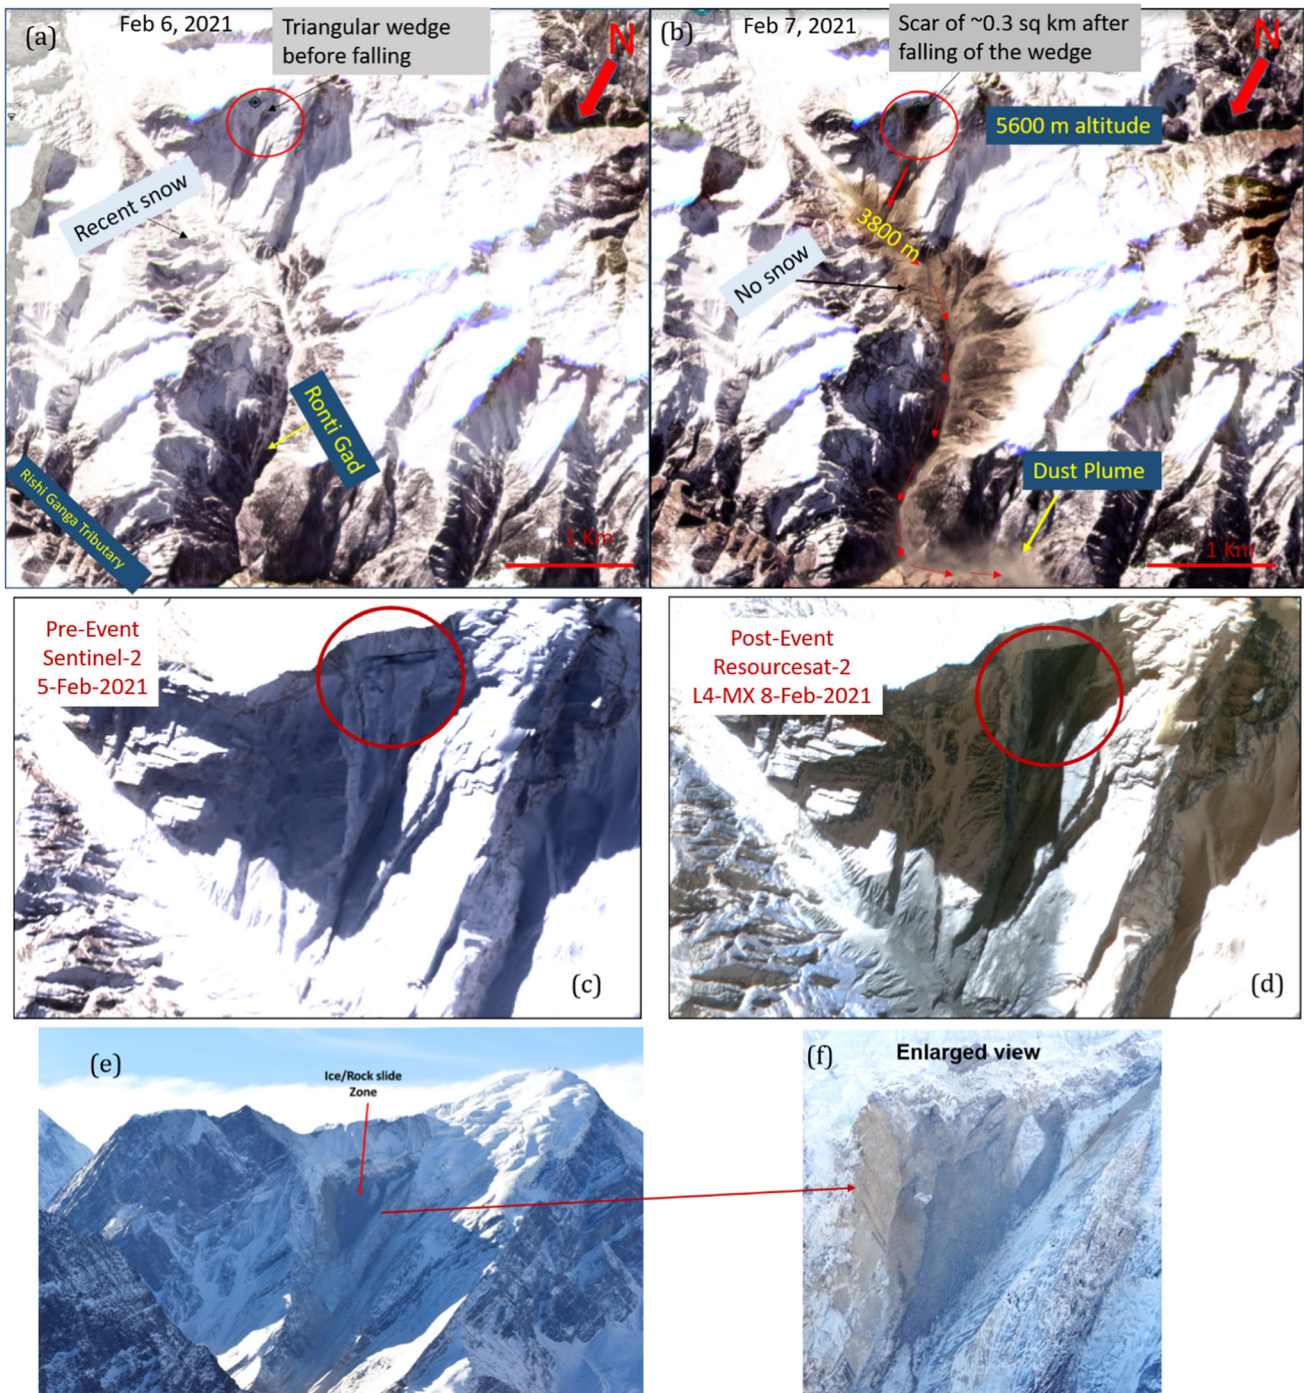 (a)
Feb 6, 2021
Triangular wedge
before falling
N
Recent snow
Ronti Gad
Rishi Ganga Tributary
1 Km
(b)
Feb 7, 2021
Scar of ~0.3 sq km after
falling of the wedge
N
5600 m altitude
3800 m
No snow
Dust Plume
1 Km
Pre-Event
Sentinel-2
5-Feb-2021
(c)
Post-Event
Resourcesat-2
L4-MX 8-Feb-2021
(d)
(e)
Ice/Rock slide
Zone
(f)
Enlarged view